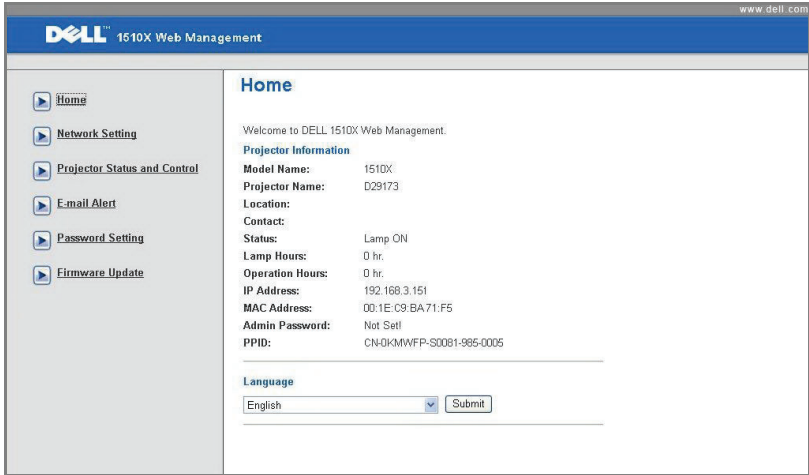 www.dell.com
DELL™ 1510X Web Management
Home
Network Setting
Projector Status and Control
E-mail Alert
Password Setting
Firmware Update
Home
Welcome to DELL 1510X Web Management.
Projector Information
Model Name: 1510X
Projector Name: D29173
Location:
Contact:
Status: Lamp ON
Lamp Hours: 0 hr.
Operation Hours: 0 hr.
IP Address: 192.168.3.151
MAC Address: 00:1E:C9:BA:71:F5
Admin Password: Not Set!
PPID: CN-0KMWFP-S0081-985-0005
Language
English
Submit